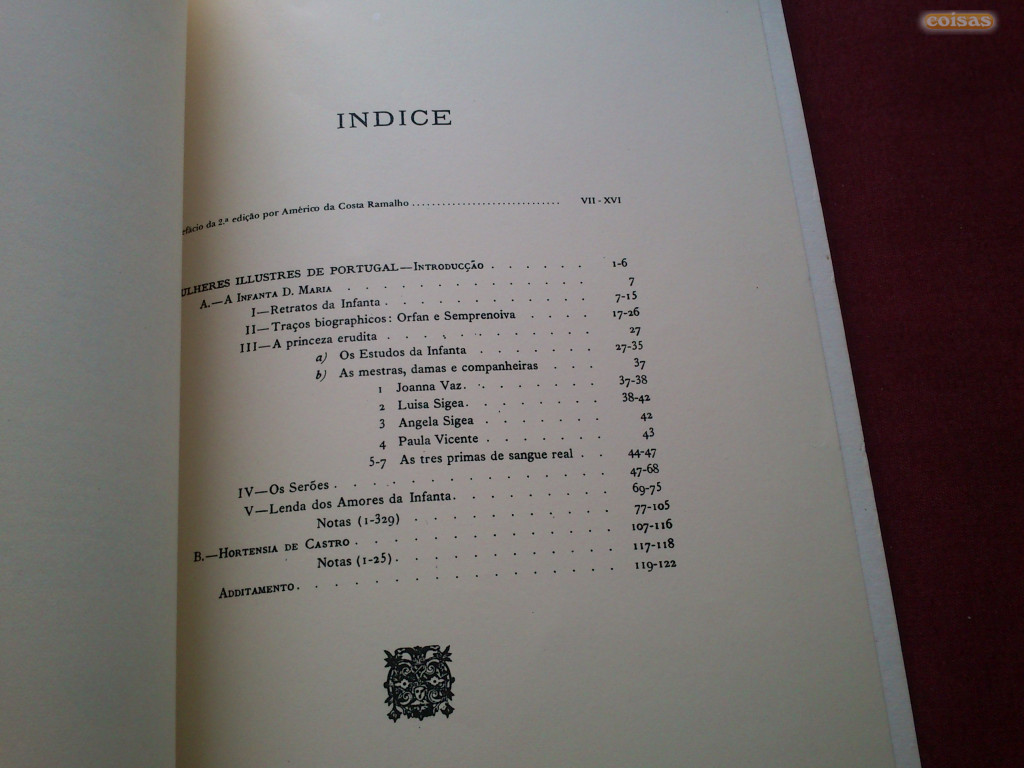 coisas
INDICE
efácio da 2.ª edição por Américo da Costa Ramalho .............................. VII - XVI
ULHERES ILLUSTRES DE PORTUGAL—INTRODUCÇÃO . . . . . . 1-6
A.—A INFANTA D. MARIA . . . . . . . . . . . . . 7
I—Retratos da Infanta . . . . . . . . . . . 7-15
II—Traços biographicos: Orfan e Semprenoiva . . . . 17-26
III—A princeza erudita . . . . . . . . . . . 27
a) Os Estudos da Infanta . . . . . . . 27-35
b) As mestras, damas e companheiras . . . 37
1 Joanna Vaz. . . . . . . . 37-38
2 Luisa Sigea. . . . . . . . 38-42
3 Angela Sigea . . . . . . . 42
4 Paula Vicente . . . . . . . 43
5-7 As tres primas de sangue real . . 44-47
IV—Os Serões . . . . . . . . . . . . . . 47-68
V—Lenda dos Amores da Infanta. . . . . . . . 69-75
Notas (1-329) . . . . . . . . . . 77-105
B.—HORTENSIA DE CASTRO . . . . . . . . . . . . . 107-116
Notas (1-25). . . . . . . . . . . 117-118
ADDITAMENTO. . . . . . . . . . . . . . . . 119-122